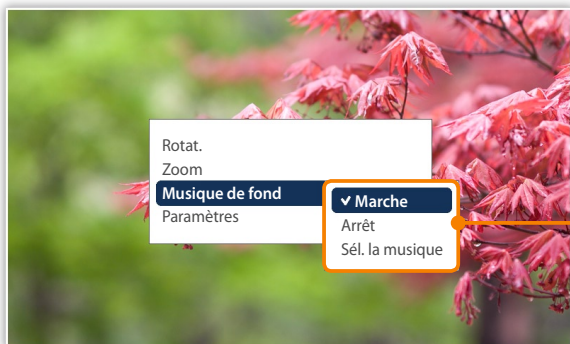 Rotat.
Zoom
Musique de fond
Paramètres
Marche
Arrêt
Sél. la musique